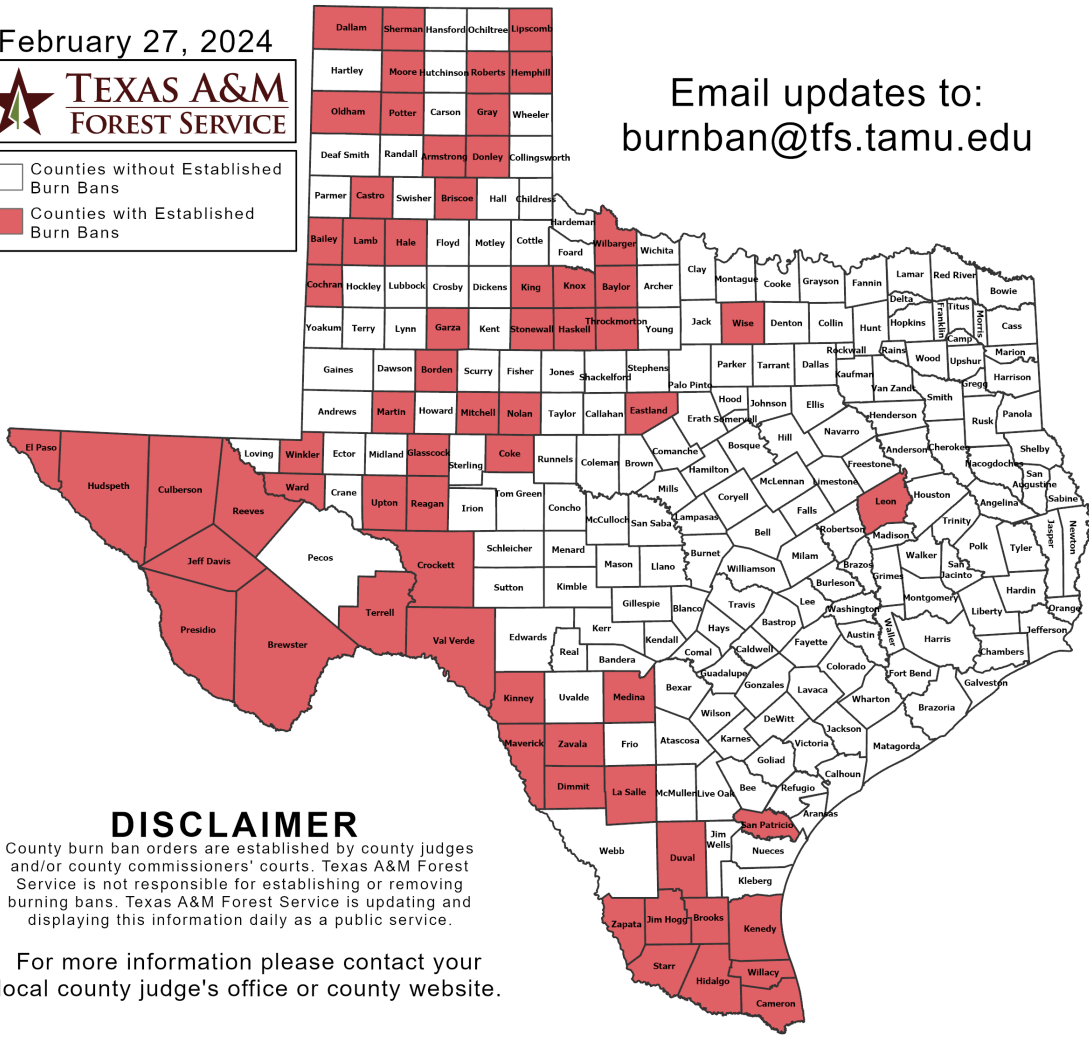 February 27, 2024
TEXAS A&M
FOREST SERVICE
Counties without Established
Burn Bans
Counties with Established
Burn Bans
Email updates to:
burnban@tfs.tamu.edu
Dallam Sherman Hansford Ochiltree Lipscomb
Hartley Moore Hutchinson Roberts Hemphill
Oldham Potter Carson Gray Wheeler
Deaf Smith Randall Armstrong Donley Collingsworth
Parmer Castro Swisher Briscoe Hall Childress
Hardeman
Bailey Lamb Hale Floyd Motley Cottle Foard Wilbarger Wichita
Clay Montague Cooke Grayson Fannin Lamar Red River Bowie
Cochran Hockley Lubbock Crosby Dickens King Knox Baylor Archer
Delta Titus Franklin Morris
Yoakum Terry Lynn Garza Kent Stonewall Haskell Throckmorton Young Jack Wise Denton Collin Hunt Hopkins Camp Cass
Rockwall Rains Wood Upshur Marion
Gaines Dawson Borden Scurry Fisher Jones Shackelford Stephens Palo Pinto Parker Tarrant Dallas Kaufman Van Zandt Gregg Harrison
Andrews Martin Howard Mitchell Nolan Taylor Callahan Eastland Erath Hood Somervell Johnson Ellis Henderson Smith Rusk Panola
El Paso Hudspeth Culberson Reeves Loving Winkler Ector Midland Glasscock Sterling Coke Runnels Coleman Brown Comanche Hamilton Bosque Hill Navarro Freestone Anderson Cherokee Nacogdoches Shelby
San
Augustine
Sabine
Ward Crane Upton Reagan Irion Tom Green Concho McCulloch San Saba Mills Lampasas Coryell McLennan Limestone Falls Leon Houston Angelina
Jasper Newton
Jeff Davis Pecos Crockett Schleicher Menard Mason Llano Burnet Bell Milam Robertson Madison Trinity Polk Tyler
Walker
San
Jacinto
Presidio Brewster Terrell Val Verde Sutton Kimble Gillespie Blanco Williamson Travis Lee Burleson Brazos Grimes Montgomery Liberty Hardin Orange
Edwards Real Kerr Bandera Kendall Comal Hays Caldwell Bastrop Fayette Washington Austin Waller Harris Chambers Jefferson
Kinney Uvalde Medina Bexar Guadalupe Gonzales Lavaca Colorado Wharton Fort Bend Brazoria Galveston
Maverick Zavala Frio Atascosa Wilson Karnes DeWitt Victoria Jackson Matagorda
Dimmit La Salle McMullen Live Oak Bee Goliad Refugio Calhoun Aransas
Webb Duval
Jim
Wells
San Patricio Nueces Kleberg
Zapata Jim Hogg Brooks Kenedy
Starr Hidalgo Willacy Cameron
DISCLAIMER
County burn ban orders are established by county judges
and/or county commissioners' courts. Texas A&M Forest
Service is not responsible for establishing or removing
burning bans. Texas A&M Forest Service is updating and
displaying this information daily as a public service.
For more information please contact your
local county judge's office or county website.